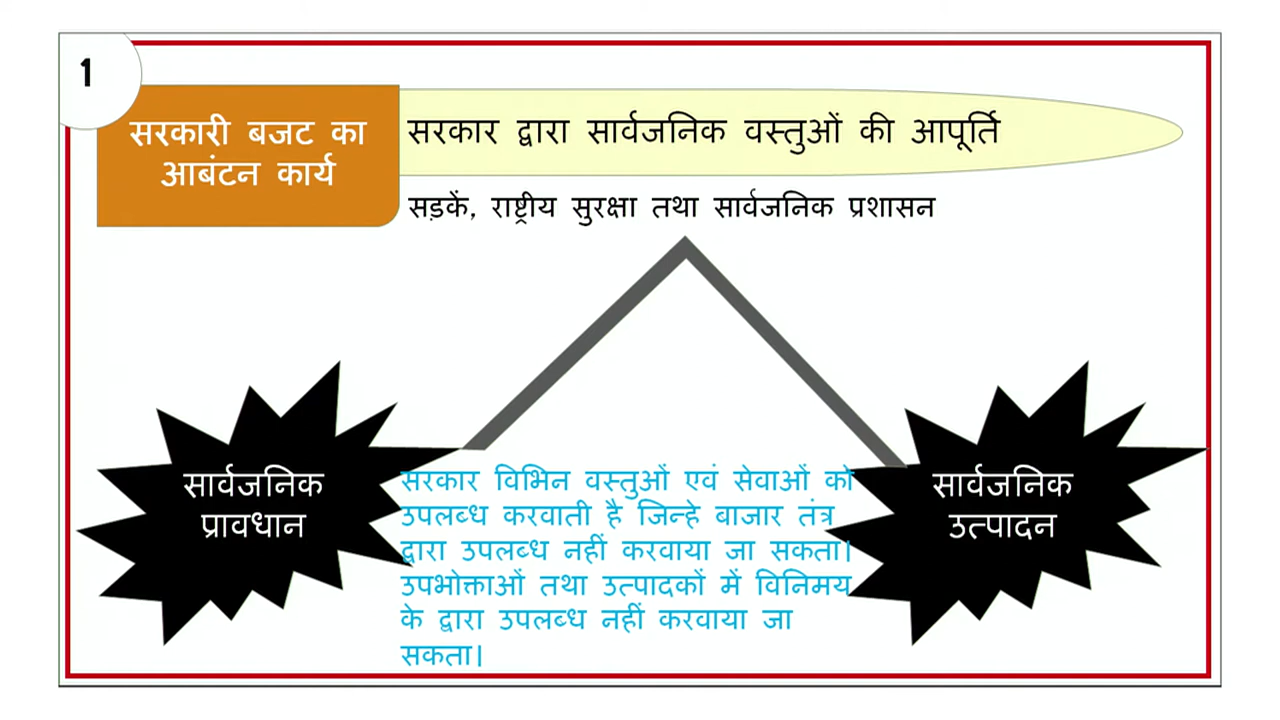 1
सरकारी बजट का
आबंटन कार्य
सरकार द्वारा सार्वजनिक वस्तुओं की आपूर्ति
सड़कें, राष्ट्रीय सुरक्षा तथा सार्वजनिक प्रशासन
सार्वजनिक
प्रावधान
सरकार विभिन वस्तुओं एवं सेवाओं को
उपलब्ध करवाती है जिन्हे बाजार तंत्र
द्वारा उपलब्ध नहीं करवाया जा सकता।
उपभोक्ताओं तथा उत्पादकों में विनिमय
के द्वारा उपलब्ध नहीं करवाया जा
सकता।
सार्वजनिक
उत्पादन